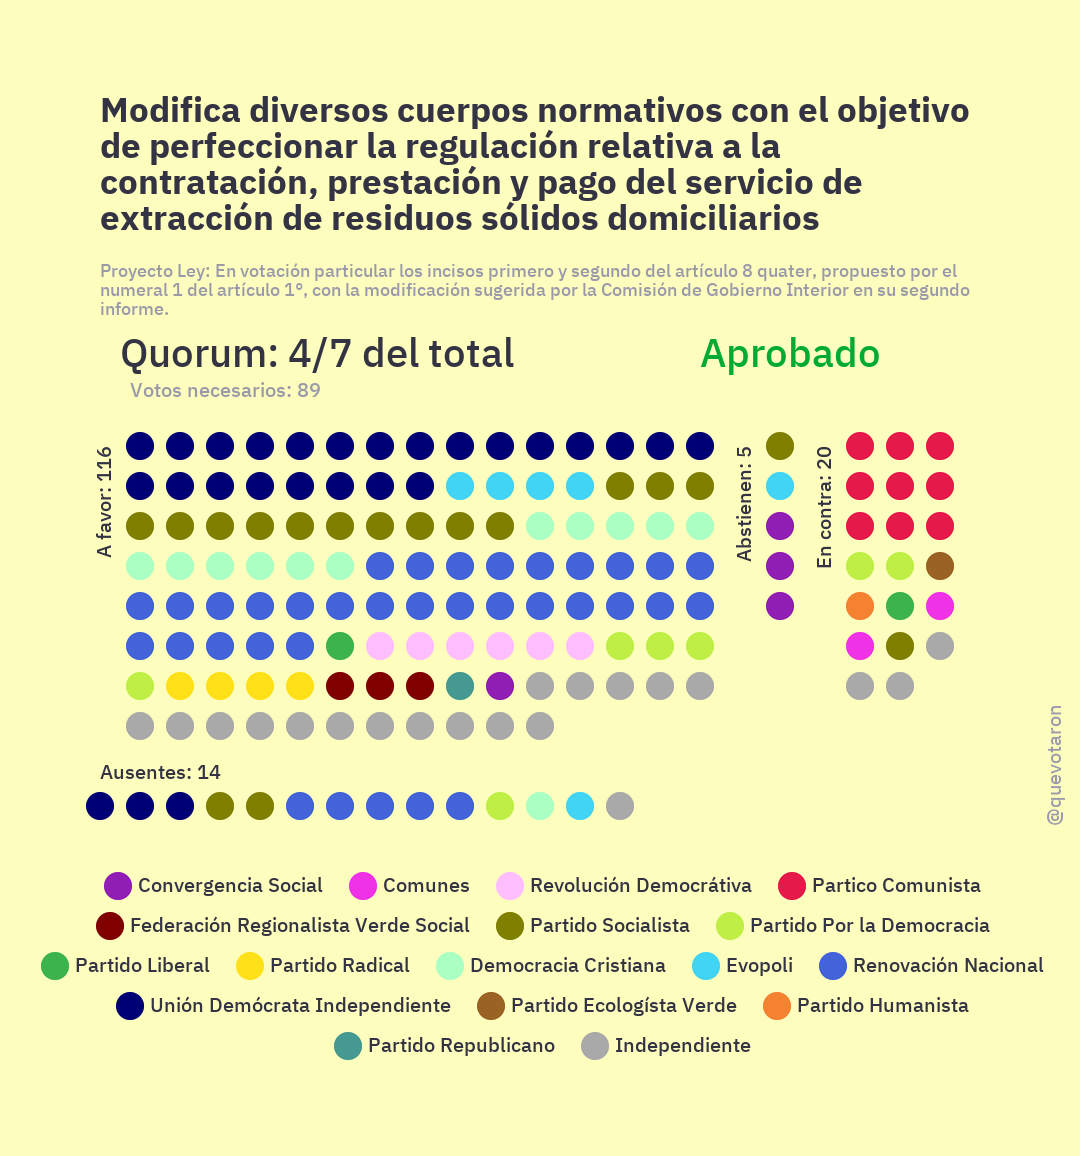 Modifica diversos cuerpos normativos con el objetivo
de perfeccionar la regulación relativa a la
contratación, prestación y pago del servicio de
extracción de residuos sólidos domiciliarios
Proyecto Ley: En votación particular los incisos primero y segundo del artículo 8 quater, propuesto por el
numeral 1 del artículo 1°, con la modificación sugerida por la Comisión de Gobierno Interior en su segundo
informe.
Quorum: 4/7 del total
Aprobado
Votos necesarios: 89
A favor: 116
Abstienen: 5
En contra: 20
Ausentes: 14
@quevotaron
Convergencia Social
Comunes
Revolución Democrátiva
Partico Comunista
Federación Regionalista Verde Social
Partido Socialista
Partido Por la Democracia
Partido Liberal
Partido Radical
Democracia Cristiana
Evopoli
Renovación Nacional
Unión Demócrata Independiente
Partido Ecologísta Verde
Partido Humanista
Partido Republicano
Independiente